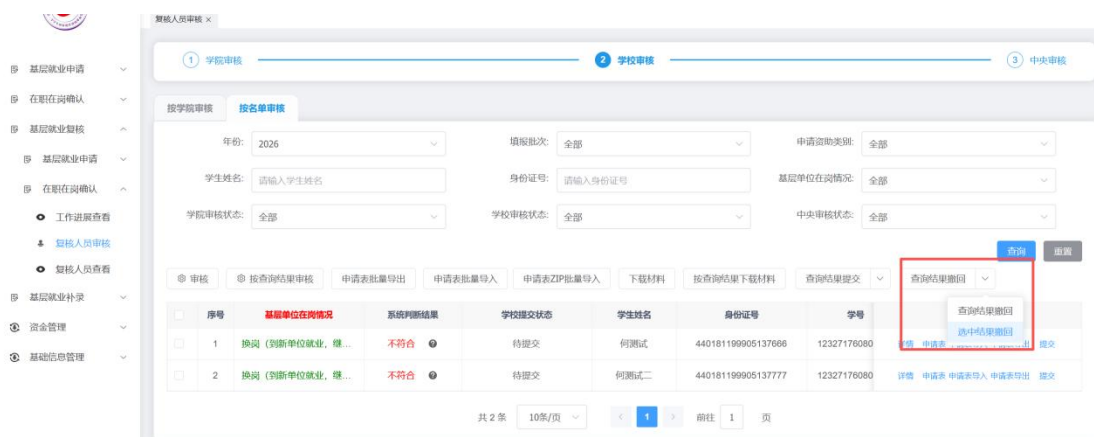 复核人员审核 ×
1 学院审核 2 学校审核 3 中央审核
基层就业申请
在职在岗确认
基层就业复核
基层就业申请
在职在岗确认
工作进展查看
复核人员审核
复核人员查看
基层就业补录
资金管理
基础信息管理
按学院审核 按名单审核
年份: 2026 填报批次: 全部 申请资助类别: 全部
学生姓名: 请输入学生姓名 身份证号: 请输入身份证号 基层单位在岗情况: 全部
学院审核状态: 全部 学校审核状态: 全部 中央审核状态: 全部
查询 重置
审核 按查询结果审核 申请表批量导出 申请表批量导入 申请表ZIP批量导入 下载材料 按查询结果下载材料 查询结果提交 查询结果撤回
查询结果撤回
选中结果撤回
序号 基层单位在岗情况 系统判断结果 学校提交状态 学生姓名 身份证号 学号
1 换岗（到新单位就业，继... 不符合 待提交 何测试 440181199905137666 12327176080 详情 申请表 提交
2 换岗（到新单位就业，继... 不符合 待提交 何测试二 440181199905137777 12327176080 详情 申请表 申请表导入 申请表导出 提交
共 2 条 10条/页 1 前往 1 页